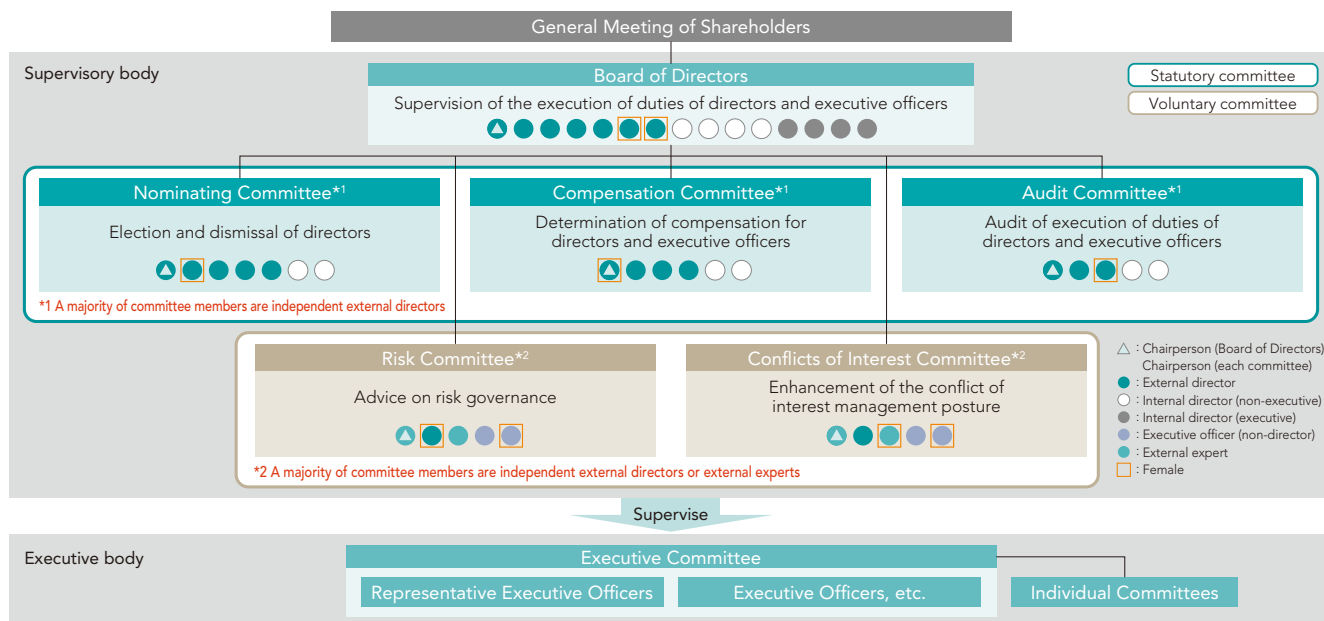 General Meeting of Shareholders
Supervisory body
Board of Directors
Supervision of the execution of duties of directors and executive officers
Statutory committee
Voluntary committee
Nominating Committee*1
Election and dismissal of directors
Compensation Committee*1
Determination of compensation for
directors and executive officers
Audit Committee*1
Audit of execution of duties of
directors and executive officers
*1 A majority of committee members are independent external directors
Risk Committee*2
Advice on risk governance
Conflicts of Interest Committee*2
Enhancement of the conflict of
interest management posture
*2 A majority of committee members are independent external directors or external experts
: Chairperson (Board of Directors)
Chairperson (each committee)
: External director
: Internal director (non-executive)
: Internal director (executive)
: Executive officer (non-director)
: External expert
: Female
Supervise
Executive body
Executive Committee
Representative Executive Officers
Executive Officers, etc.
Individual Committees